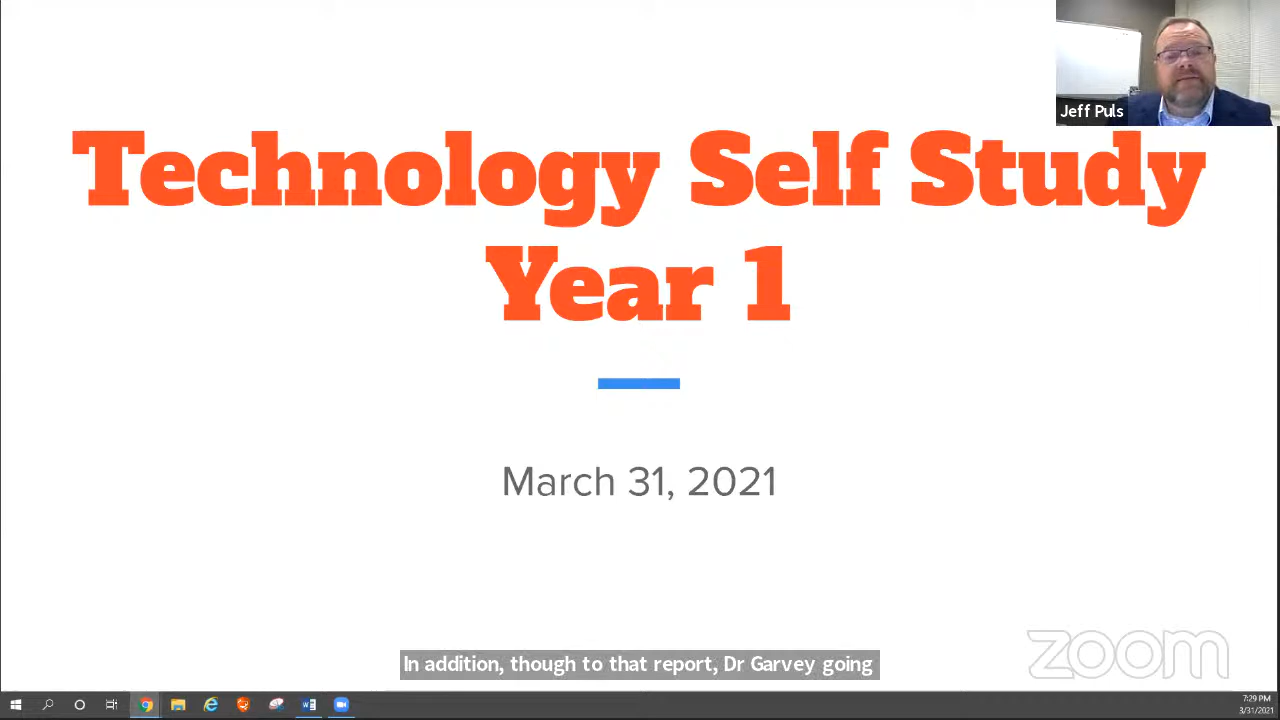 Jeff Puls
Technology Self Study
Year 1
March 31, 2021
zoom
In addition, though to that report, Dr Garvey going
7:29 PM
3/31/2021